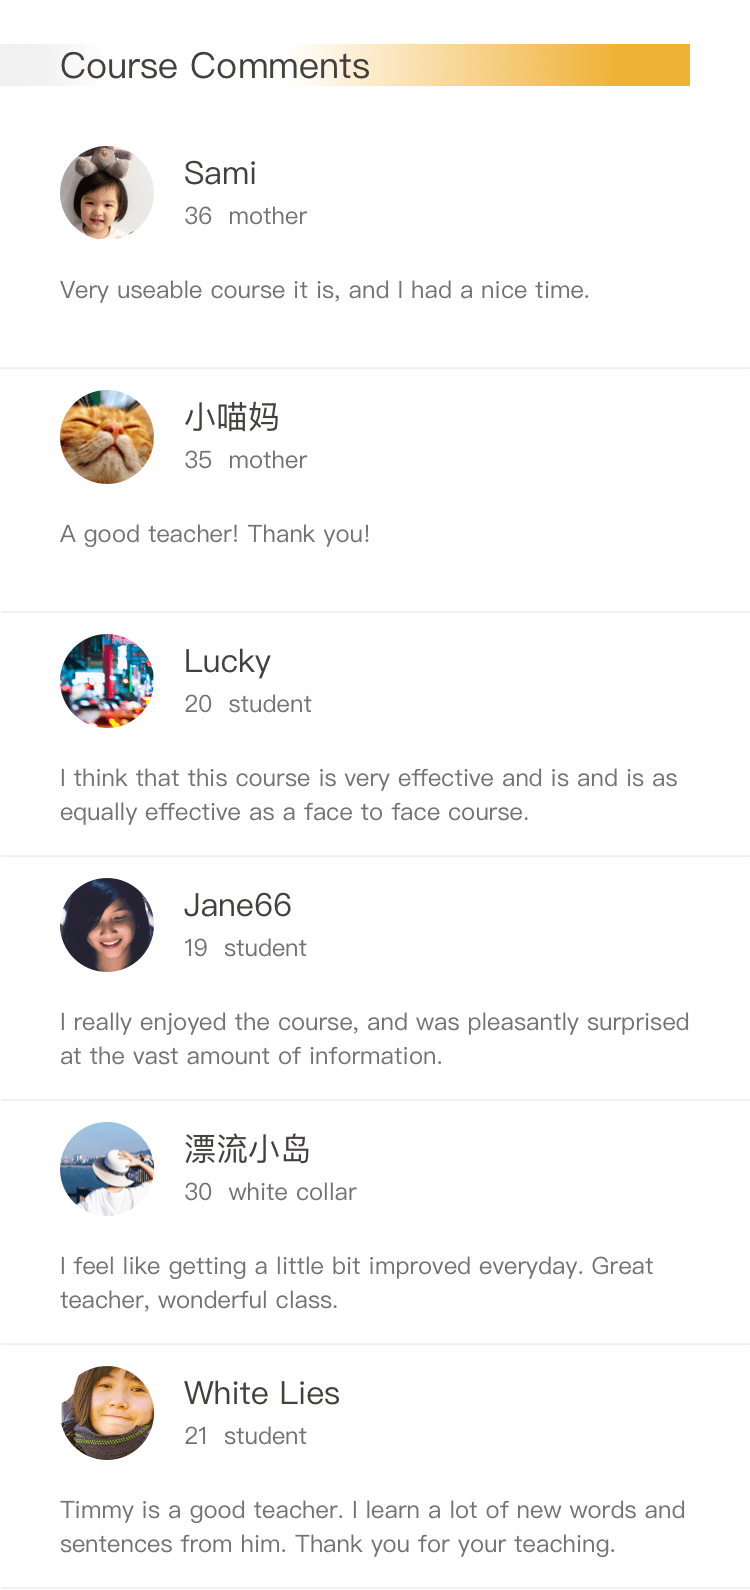 Course Comments
Sami
36 mother
Very useable course it is, and I had a nice time.
小喵妈
35 mother
A good teacher! Thank you!
Lucky
20 student
I think that this course is very effective and is and is as
equally effective as a face to face course.
Jane66
19 student
I really enjoyed the course, and was pleasantly surprised
at the vast amount of information.
漂流小岛
30 white collar
I feel like getting a little bit improved everyday. Great
teacher, wonderful class.
White Lies
21 student
Timmy is a good teacher. I learn a lot of new words and
sentences from him. Thank you for your teaching.